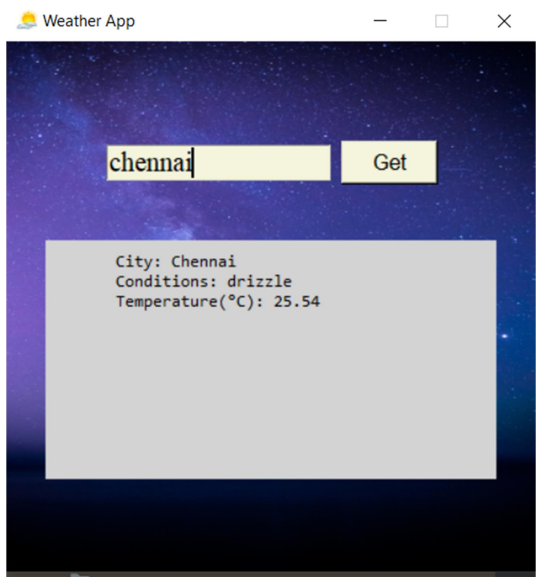 Weather App
chennai Get
City: Chennai
Conditions: drizzle
Temperature(°C): 25.54